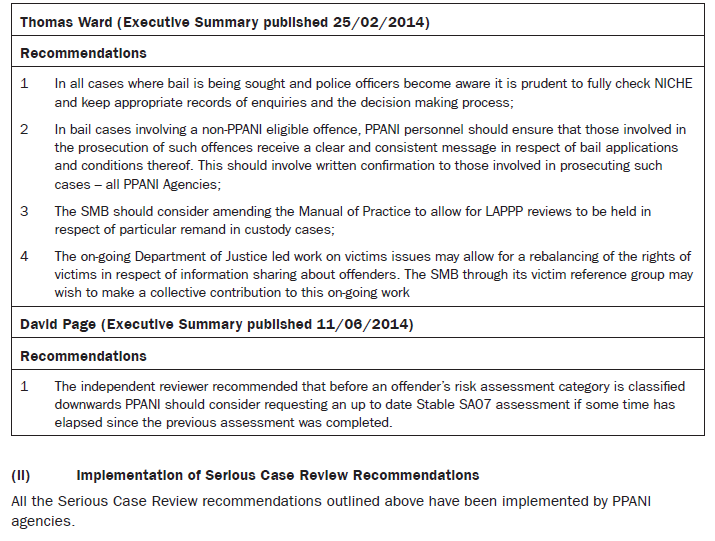 Thomas Ward (Executive Summary published 25/02/2014)
Recommendations
1 In all cases where bail is being sought and police officers become aware it is prudent to fully check NICHE
and keep appropriate records of enquiries and the decision making process;
2 In bail cases involving a non-PPANI eligible offence, PPANI personnel should ensure that those involved in
the prosecution of such offences receive a clear and consistent message in respect of bail applications
and conditions thereof. This should involve written confirmation to those involved in prosecuting such
cases – all PPANI Agencies;
3 The SMB should consider amending the Manual of Practice to allow for LAPPP reviews to be held in
respect of particular remand in custody cases;
4 The on-going Department of Justice led work on victims issues may allow for a rebalancing of the rights of
victims in respect of information sharing about offenders. The SMB through its victim reference group may
wish to make a collective contribution to this on-going work
David Page (Executive Summary published 11/06/2014)
Recommendations
1 The independent reviewer recommended that before an offender's risk assessment category is classified
downwards PPANI should consider requesting an up to date Stable SA07 assessment if some time has
elapsed since the previous assessment was completed.
(II) Implementation of Serious Case Review Recommendations
All the Serious Case Review recommendations outlined above have been implemented by PPANI
agencies.